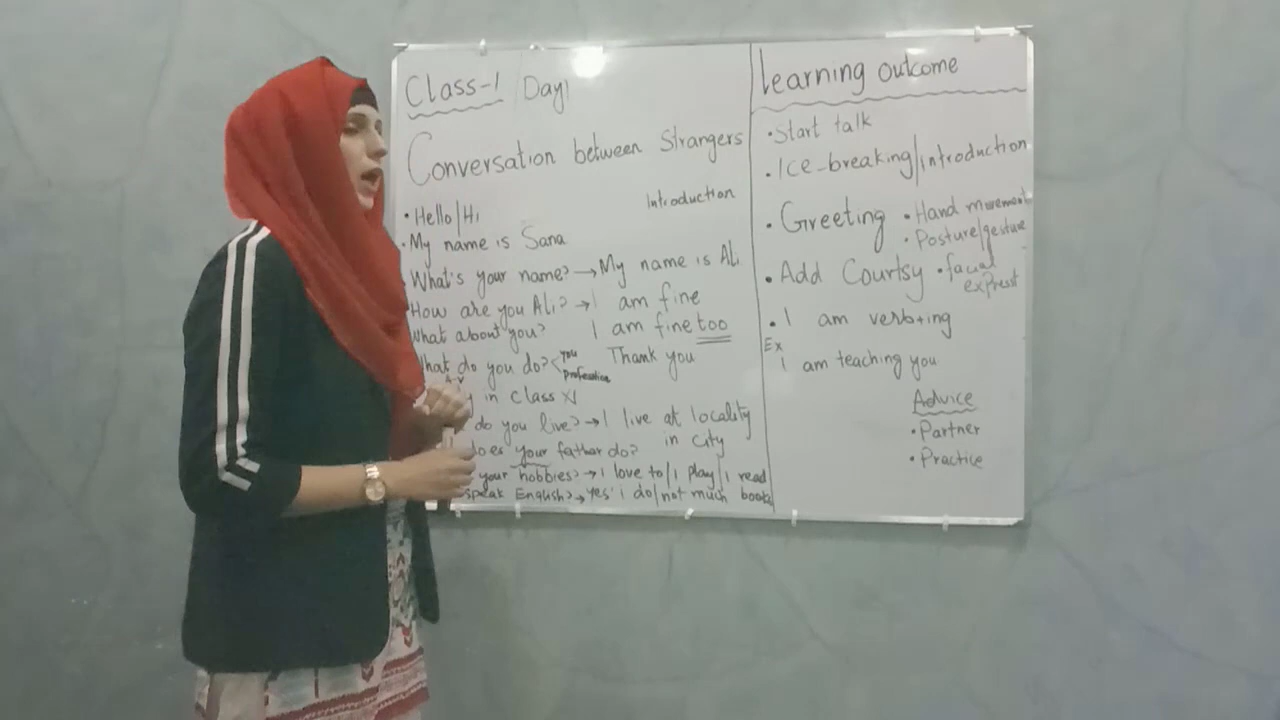 Class-1 Day1
Conversation between Strangers
Introduction
• Hello/Hi
• My name is Sana
What's your name? → My name is Ali
How are you Ali? → I am fine
What about you? I am fine too
What do you do? < you Thank you
profession
in class XI
do you live? → I live at locality
in City
does your father do?
your hobbies? → I love to/I play/I read
speak English? → Yes' i do/not much books
Learning Outcome
• Start talk
• Ice-breaking/introduction
• Greeting • Hand movement
• Posture/gesture
• Add Courtsy • facial
express
• I am verb+ing
Ex
I am teaching you
Advice
• Partner
• Practice